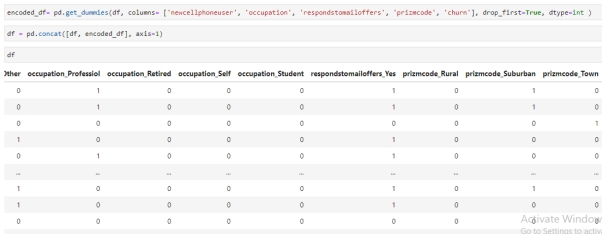 encoded_df= pd.get_dummies(df, columns= ['newcellphoneuser', 'occupation', 'respondstomailoffers', 'prizmcode', 'churn'], drop_first=True, dtype=int )
df = pd.concat([df, encoded_df], axis=1)
df
Other occupation_Professiol occupation_Retired occupation_Self occupation_Student respondstomailoffers_Yes prizmcode_Rural prizmcode_Suburban prizmcode_Town
0 1 0 0 0 1 0 1 0
0 1 0 0 0 1 0 1 0
0 0 0 0 0 0 0 0 1
1 0 0 0 0 1 0 0 0
0 1 0 0 0 1 0 0 0
... ... ... ... ... ... ... ... ...
1 0 0 0 0 1 0 1 0
1 0 0 0 0 1 0 0 0
0 0 0 0 0 0 0 0 0
Activate Window
Go to Settings to activa